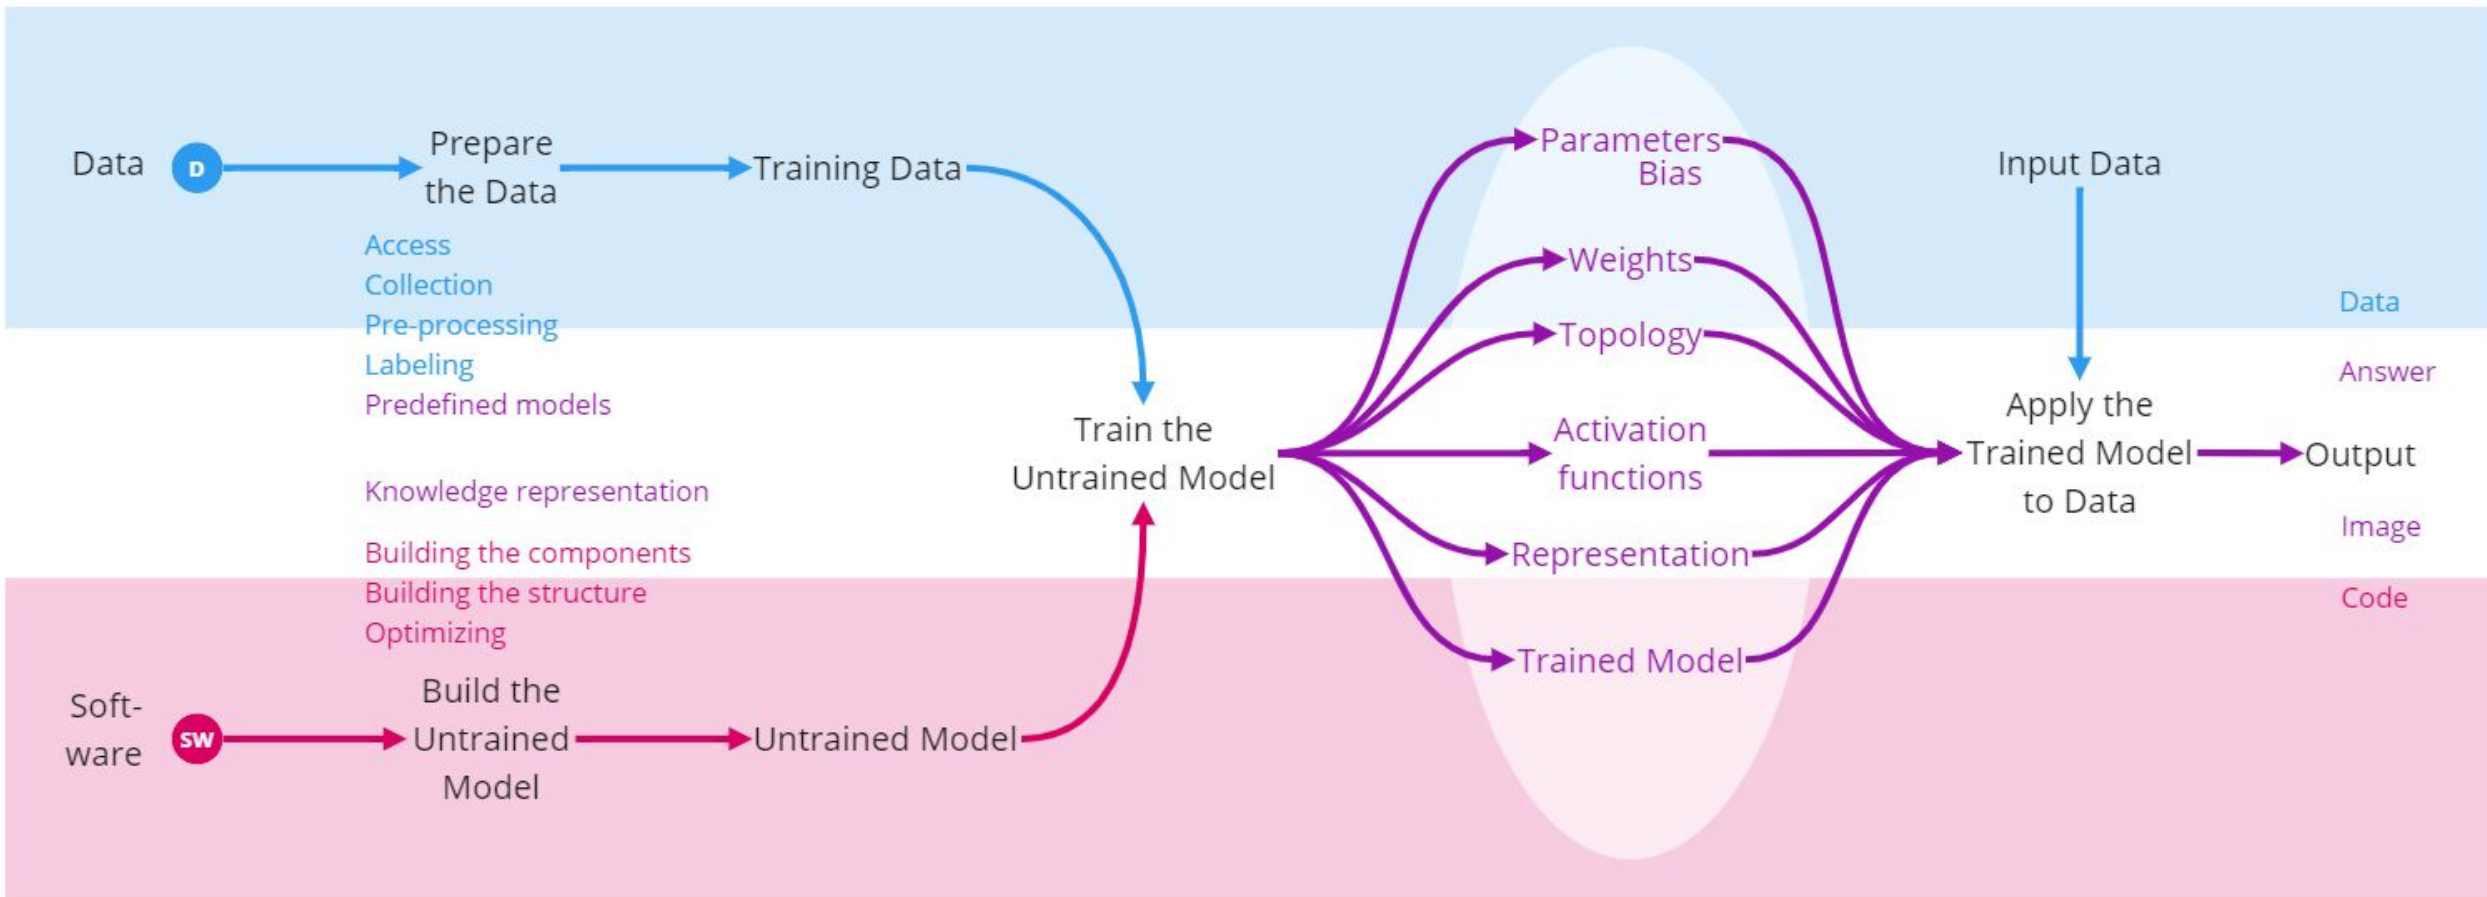 Data
D
Prepare
the Data
Training Data
Access
Collection
Pre-processing
Labeling
Predefined models
Knowledge representation
Building the components
Building the structure
Optimizing
Soft-
ware
SW
Build the
Untrained
Model
Untrained Model
Train the
Untrained Model
Parameters
Bias
Weights
Topology
Activation
functions
Representation
Trained Model
Input Data
Apply the
Trained Model
to Data
Data
Answer
Output
Image
Code